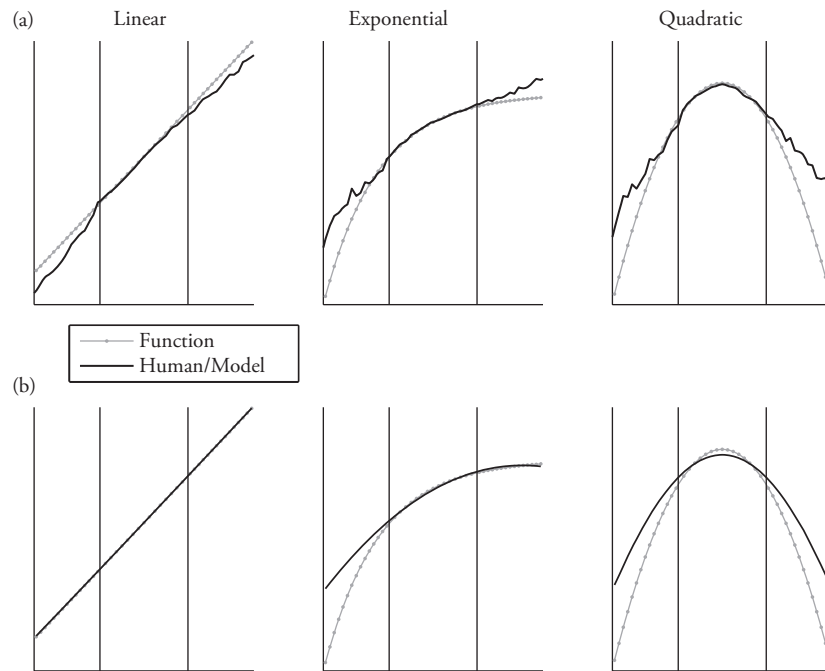 (a)
Linear Exponential Quadratic
Function
Human/Model
(b)